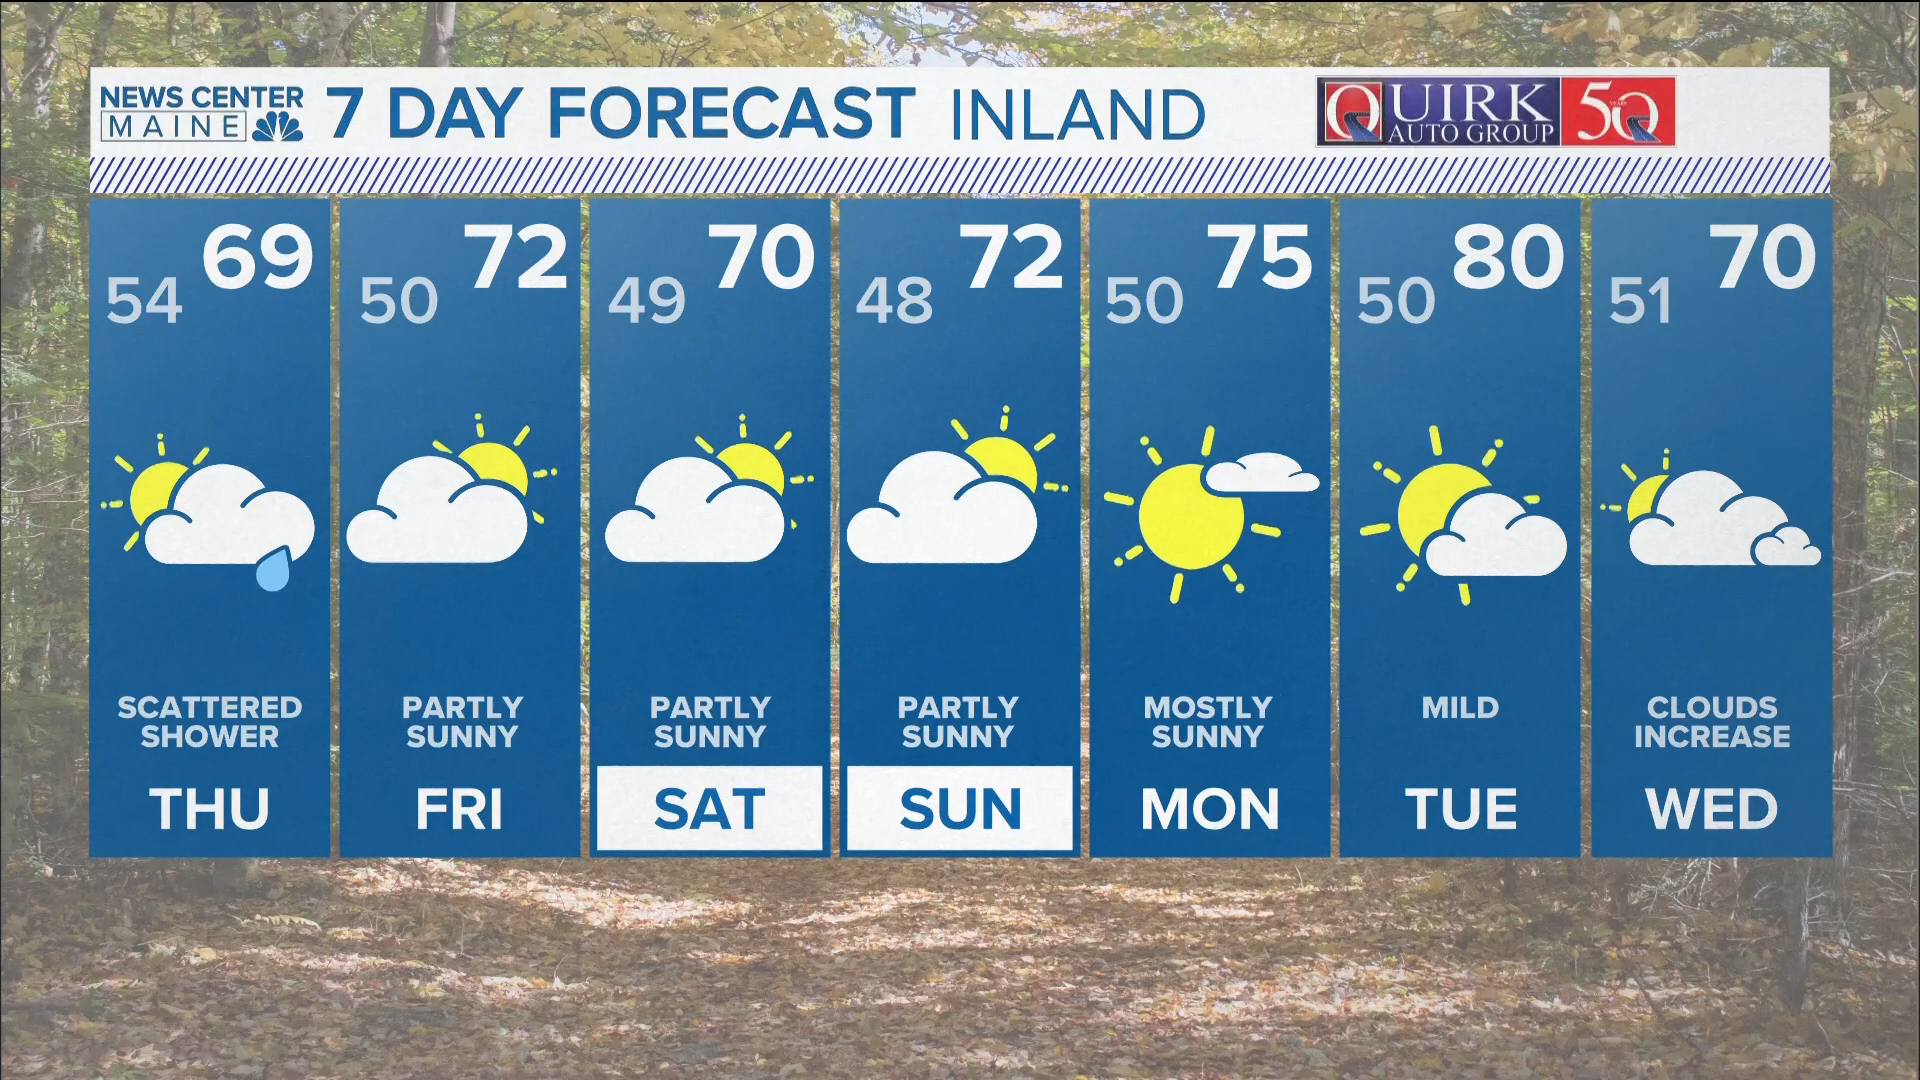 NEWS CENTER
MAINE
7 DAY FORECAST INLAND
QUIRK
AUTO GROUP
50
YEARS
54 69
50 72
49 70
48 72
50 75
50 80
51 70
SCATTERED
SHOWER
PARTLY
SUNNY
PARTLY
SUNNY
PARTLY
SUNNY
MOSTLY
SUNNY
MILD
CLOUDS
INCREASE
THU
FRI
SAT
SUN
MON
TUE
WED